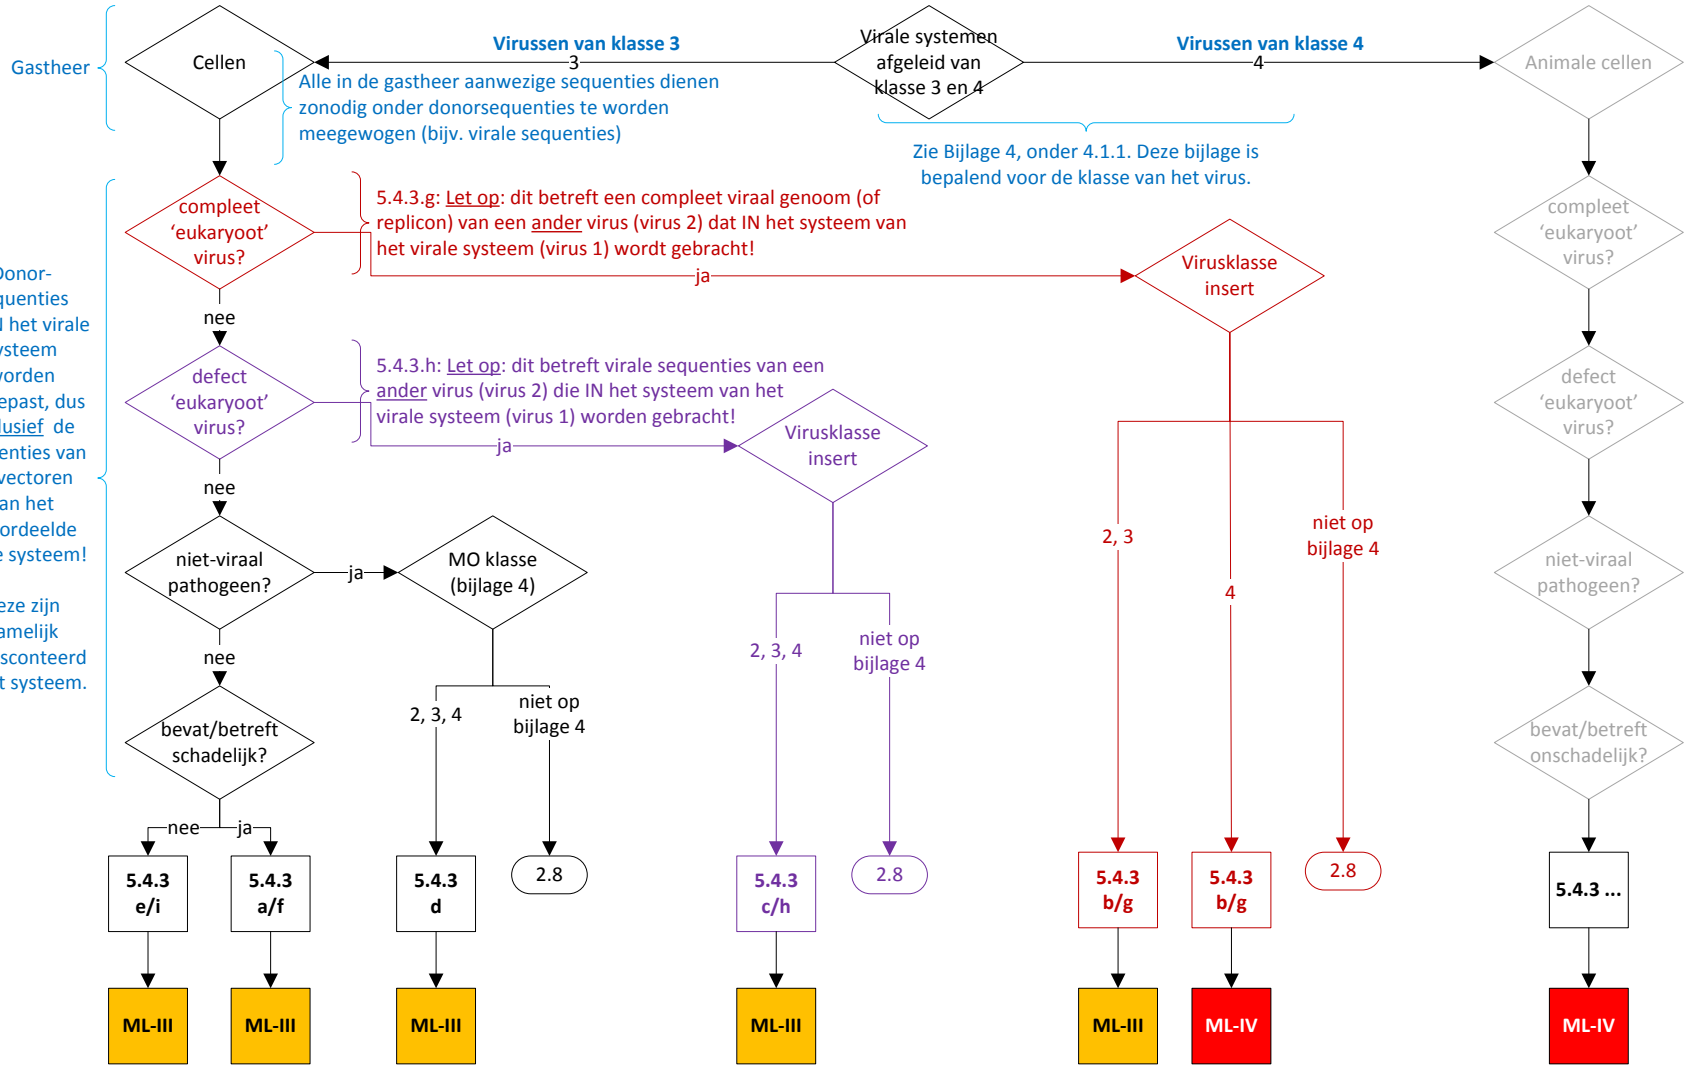 Gastheer
Cellen
Virussen van klasse 3
3
Virale systemen
afgeleid van
klasse 3 en 4
Virussen van klasse 4
4
Animale cellen
Alle in de gastheer aanwezige sequenties dienen
zonodig onder donorsequenties te worden
meegewogen (bijv. virale sequenties)
Zie Bijlage 4, onder 4.1.1. Deze bijlage is
bepalend voor de klasse van het virus.
compleet
‘eukaryoot’
virus?
5.4.3.g: Let op: dit betreft een compleet viraal genoom (of
replicon) van een ander virus (virus 2) dat IN het systeem van
het virale systeem (virus 1) wordt gebracht!
ja
Virusklasse
insert
compleet
‘eukaryoot’
virus?
nee
het virale
dus
de
van
vectoren
het
systeem!
zijn
systeem.
defect
‘eukaryoot’
virus?
5.4.3.h: Let op: dit betreft virale sequenties van een
ander virus (virus 2) die IN het systeem van het
virale systeem (virus 1) worden gebracht!
ja
Virusklasse
insert
defect
‘eukaryoot’
virus?
nee
niet-viraal
pathogeen?
ja
MO klasse
(bijlage 4)
2, 3
4
niet op
bijlage 4
niet-viraal
pathogeen?
nee
2, 3, 4
niet op
bijlage 4
2, 3, 4
niet op
bijlage 4
bevat/betreft
schadelijk?
bevat/betreft
onschadelijk?
nee
ja
5.4.3
e/i
5.4.3
a/f
5.4.3
d
2.8
5.4.3
c/h
2.8
5.4.3
b/g
5.4.3
b/g
2.8
5.4.3 ...
ML-III
ML-III
ML-III
ML-III
ML-III
ML-IV
ML-IV